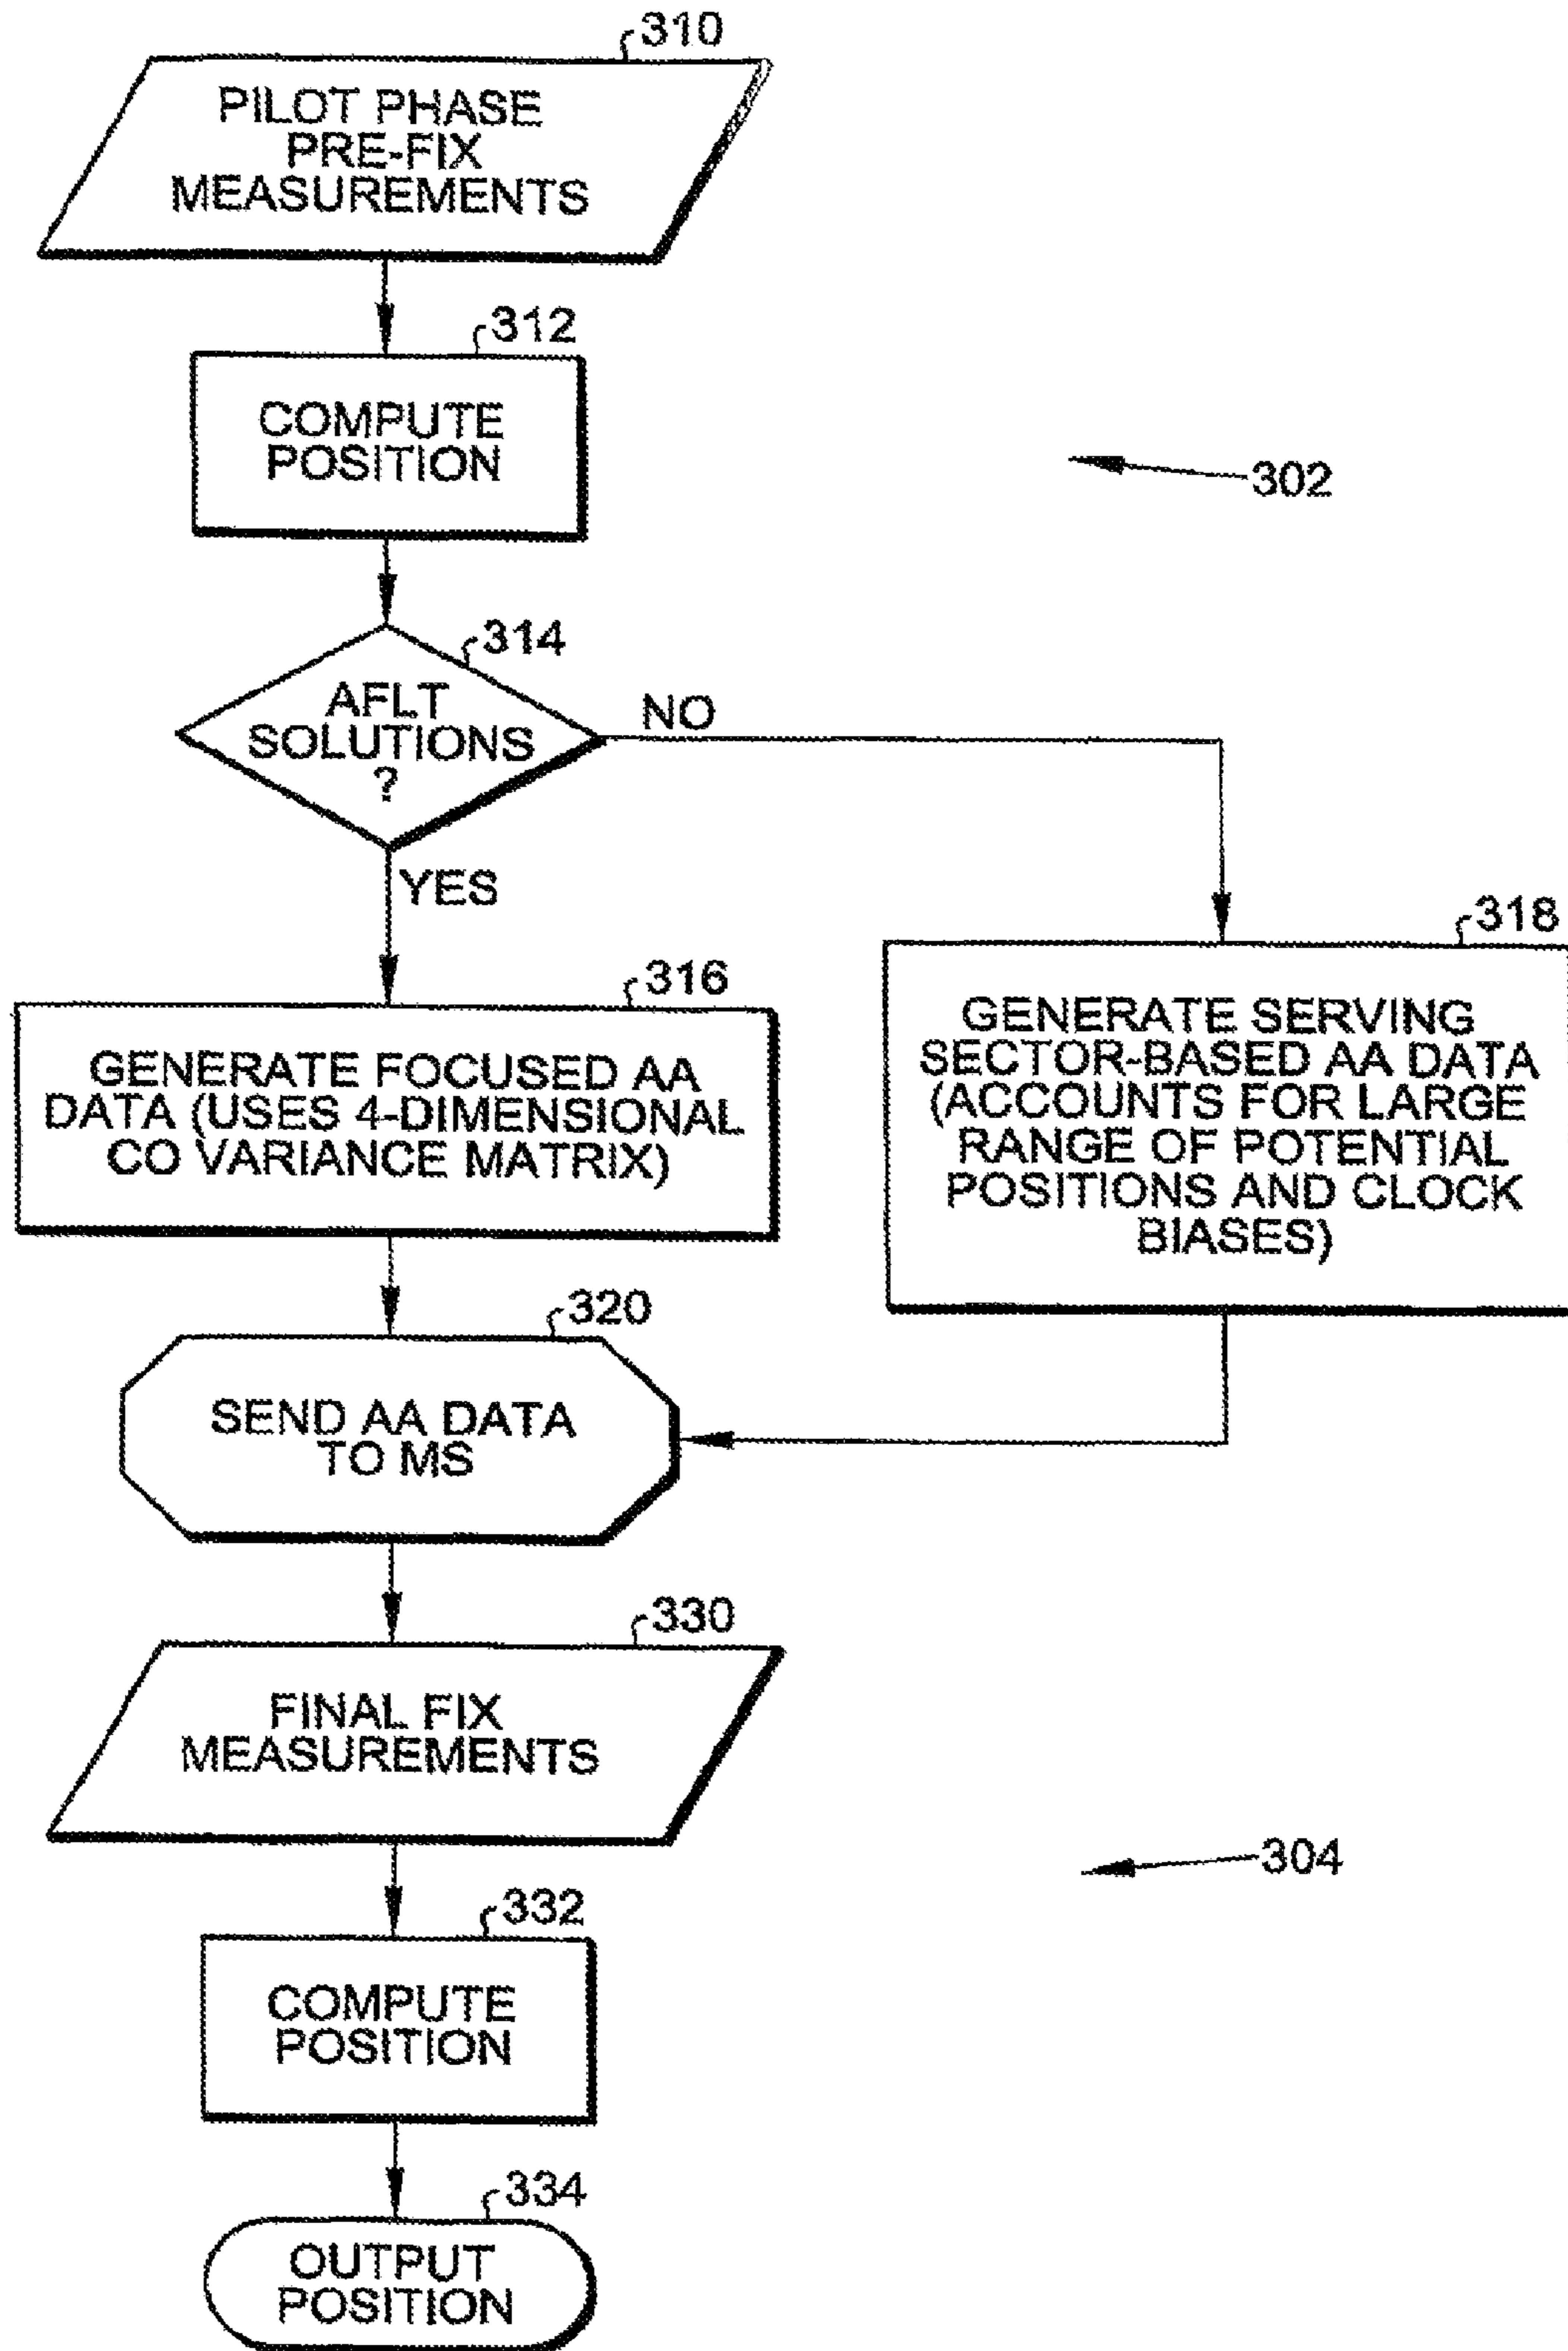 310
PILOT PHASE
PRE-FIX
MEASUREMENTS
312
COMPUTE
POSITION
302
314
AFLT
SOLUTIONS
?
NO
YES
316
GENERATE FOCUSED AA
DATA (USES 4-DIMENSIONAL
CO VARIANCE MATRIX)
318
GENERATE SERVING
SECTOR-BASED AA DATA
(ACCOUNTS FOR LARGE
RANGE OF POTENTIAL
POSITIONS AND CLOCK
BIASES)
320
SEND AA DATA
TO MS
330
FINAL FIX
MEASUREMENTS
304
332
COMPUTE
POSITION
334
OUTPUT
POSITION